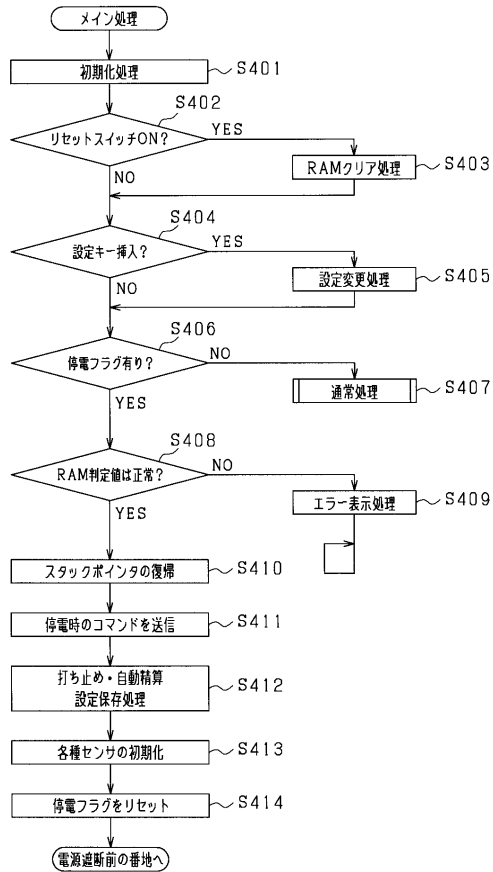 メイン処理
初期化処理
S401
S402
リセットスイッチON?
YES
RAMクリア処理
S403
NO
S404
設定キー挿入?
YES
設定変更処理
S405
NO
S406
停電フラグ有り?
NO
通常処理
S407
YES
S408
RAM判定値は正常?
NO
エラー表示処理
S409
YES
スタックポインタの復帰
S410
停電時のコマンドを送信
S411
打ち止め・自動精算
設定保存処理
S412
各種センサの初期化
S413
停電フラグをリセット
S414
電源遮断前の番地へ